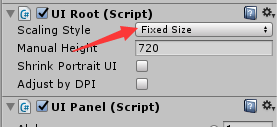 UI Root (Script)
Scaling Style Fixed Size
Manual Height 720
Shrink Portrait UI
Adjust by DPI
UI Panel (Script)